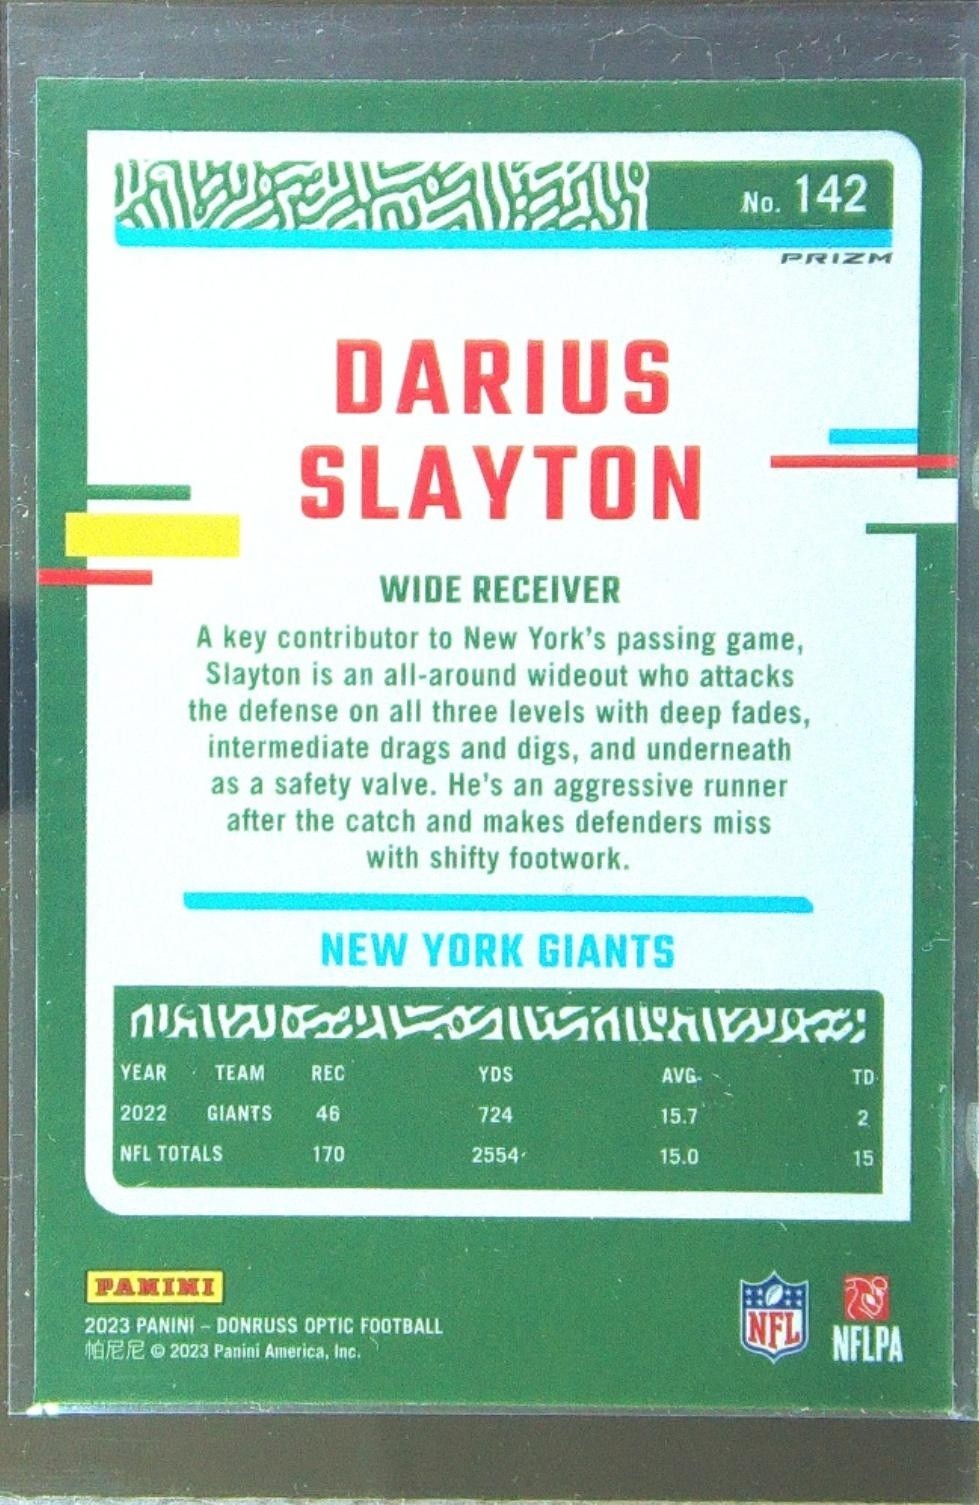 No. 142
PRIZM
DARIUS
SLAYTON
WIDE RECEIVER
A key contributor to New York's passing game,
Slayton is an all-around wideout who attacks
the defense on all three levels with deep fades,
intermediate drags and digs, and underneath
as a safety valve. He's an aggressive runner
after the catch and makes defenders miss
with shifty footwork.
NEW YORK GIANTS
YEAR TEAM REC YDS AVG. TD
2022 GIANTS 46 724 15.7 2
NFL TOTALS 170 2554 15.0 15
PANINI
2023 PANINI – DONRUSS OPTIC FOOTBALL
帕尼尼 © 2023 Panini America, Inc.
NFL
NFLPA